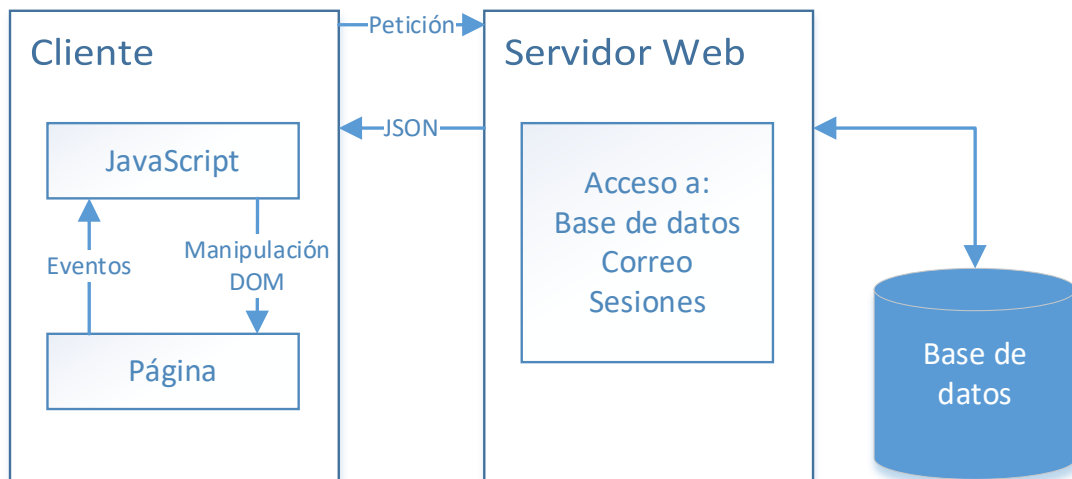 Cliente
Petición
Servidor Web
JSON
JavaScript
Eventos
Manipulación
DOM
Página
Acceso a:
Base de datos
Correo
Sesiones
Base de
datos